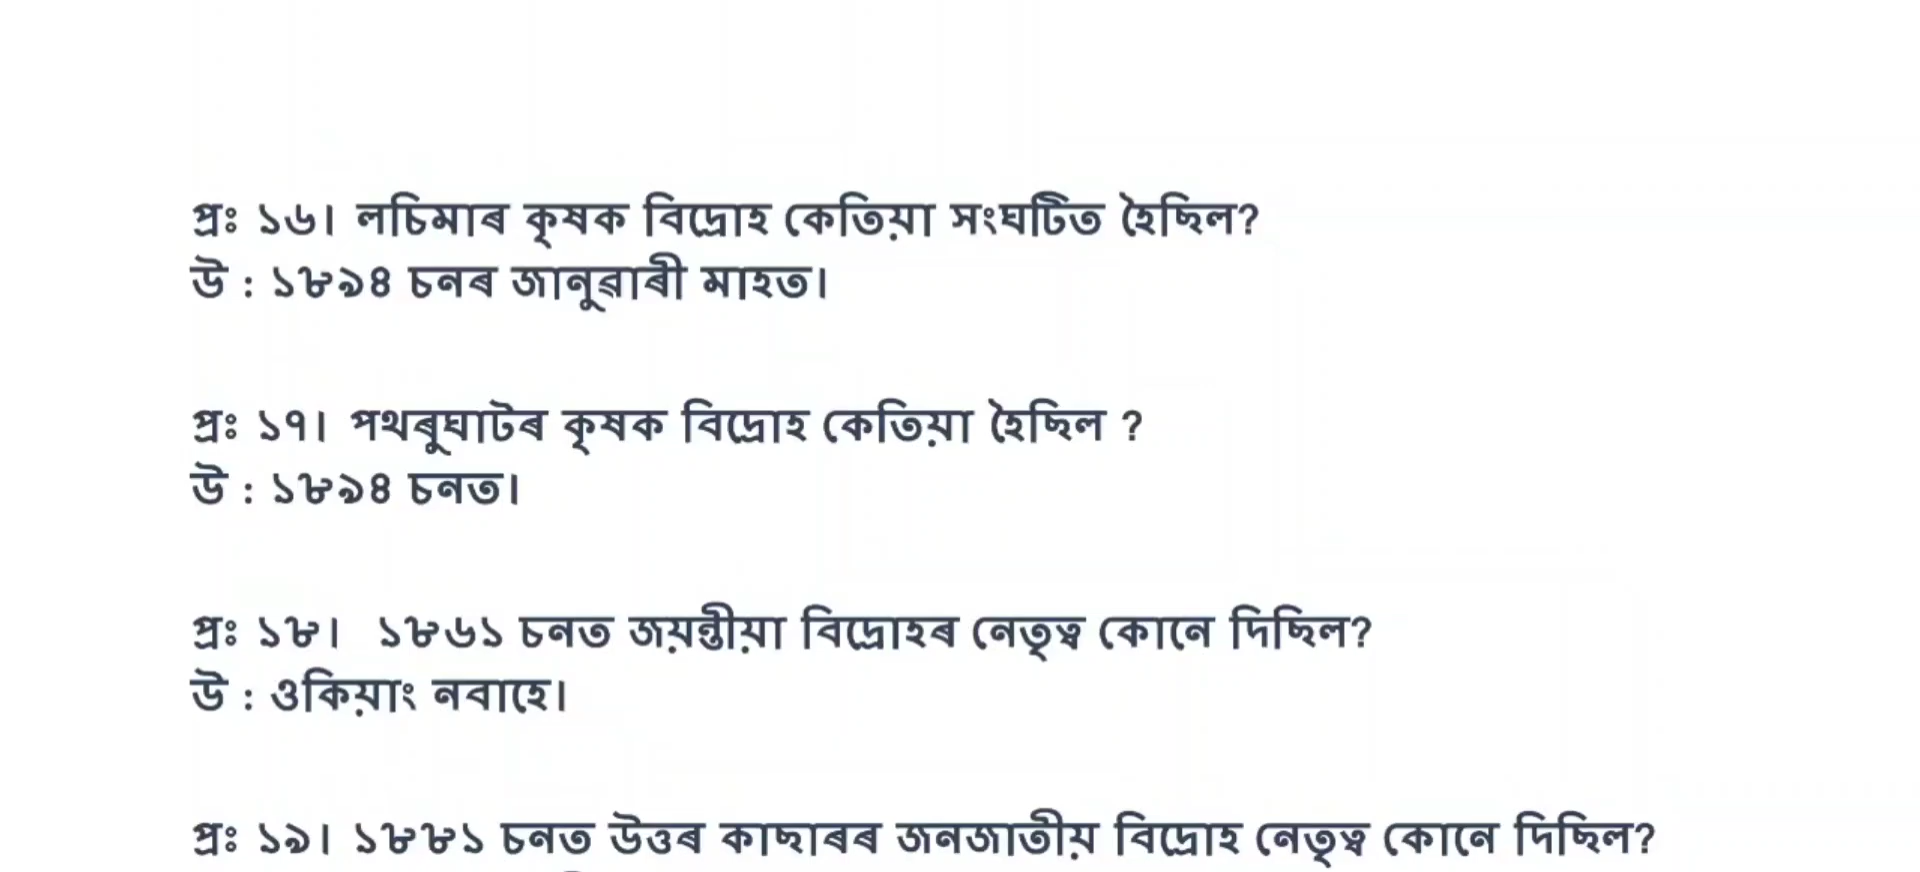 প্ৰঃ ১৬। লচিমাৰ কৃষক বিদ্ৰোহ কেতিয়া সংঘটিত হৈছিল?
উ : ১৮৯৪ চনৰ জানুৱাৰী মাহত।
প্ৰঃ ১৭। পথৰুঘাটৰ কৃষক বিদ্ৰোহ কেতিয়া হৈছিল ?
উ : ১৮৯৪ চনত।
প্ৰঃ ১৮। ১৮৬১ চনত জয়ন্তীয়া বিদ্ৰোহৰ নেতৃত্ব কোনে দিছিল?
উ : ওকিয়াং নবাহে।
প্ৰঃ ১৯। ১৮৮১ চনত উত্তৰ কাছাৰৰ জনজাতীয় বিদ্ৰোহ নেতৃত্ব কোনে দিছিল?